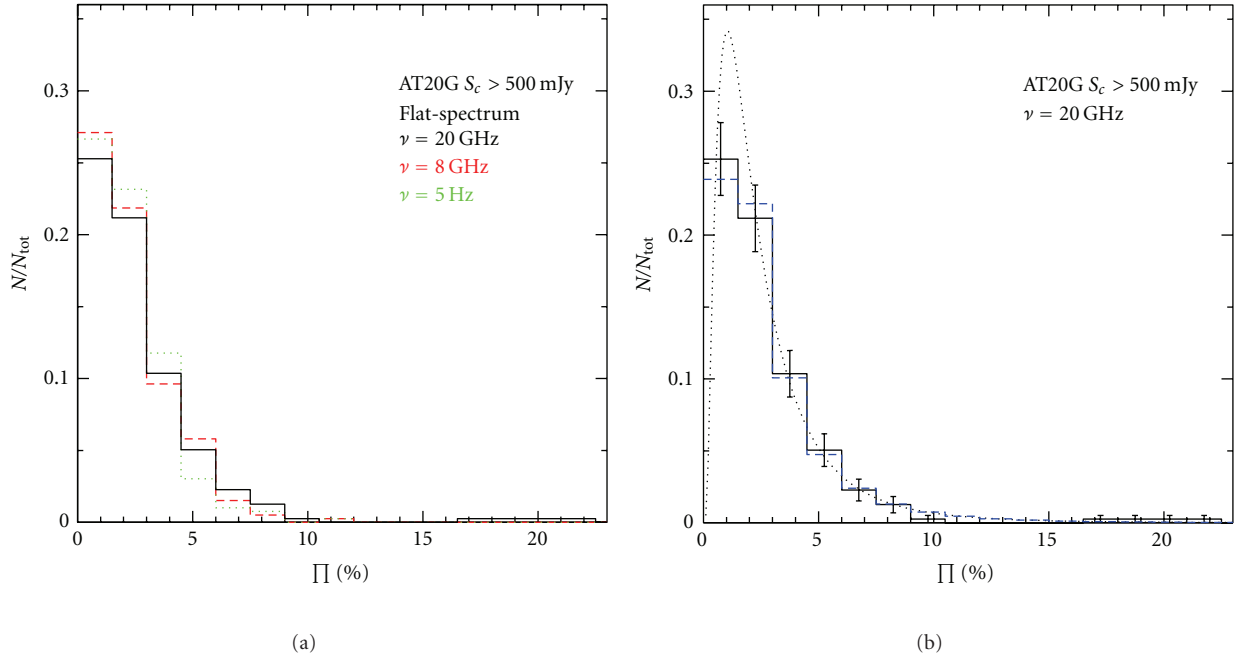 AT20G S_c > 500 mJy
Flat-spectrum
ν = 20 GHz
ν = 8 GHz
ν = 5 Hz
N/N_tot
0.3
0.2
0.1
0
0 5 10 15 20
∏ (%)
(a)
AT20G S_c > 500 mJy
ν = 20 GHz
N/N_tot
0.3
0.2
0.1
0
0 5 10 15 20
∏ (%)
(b)